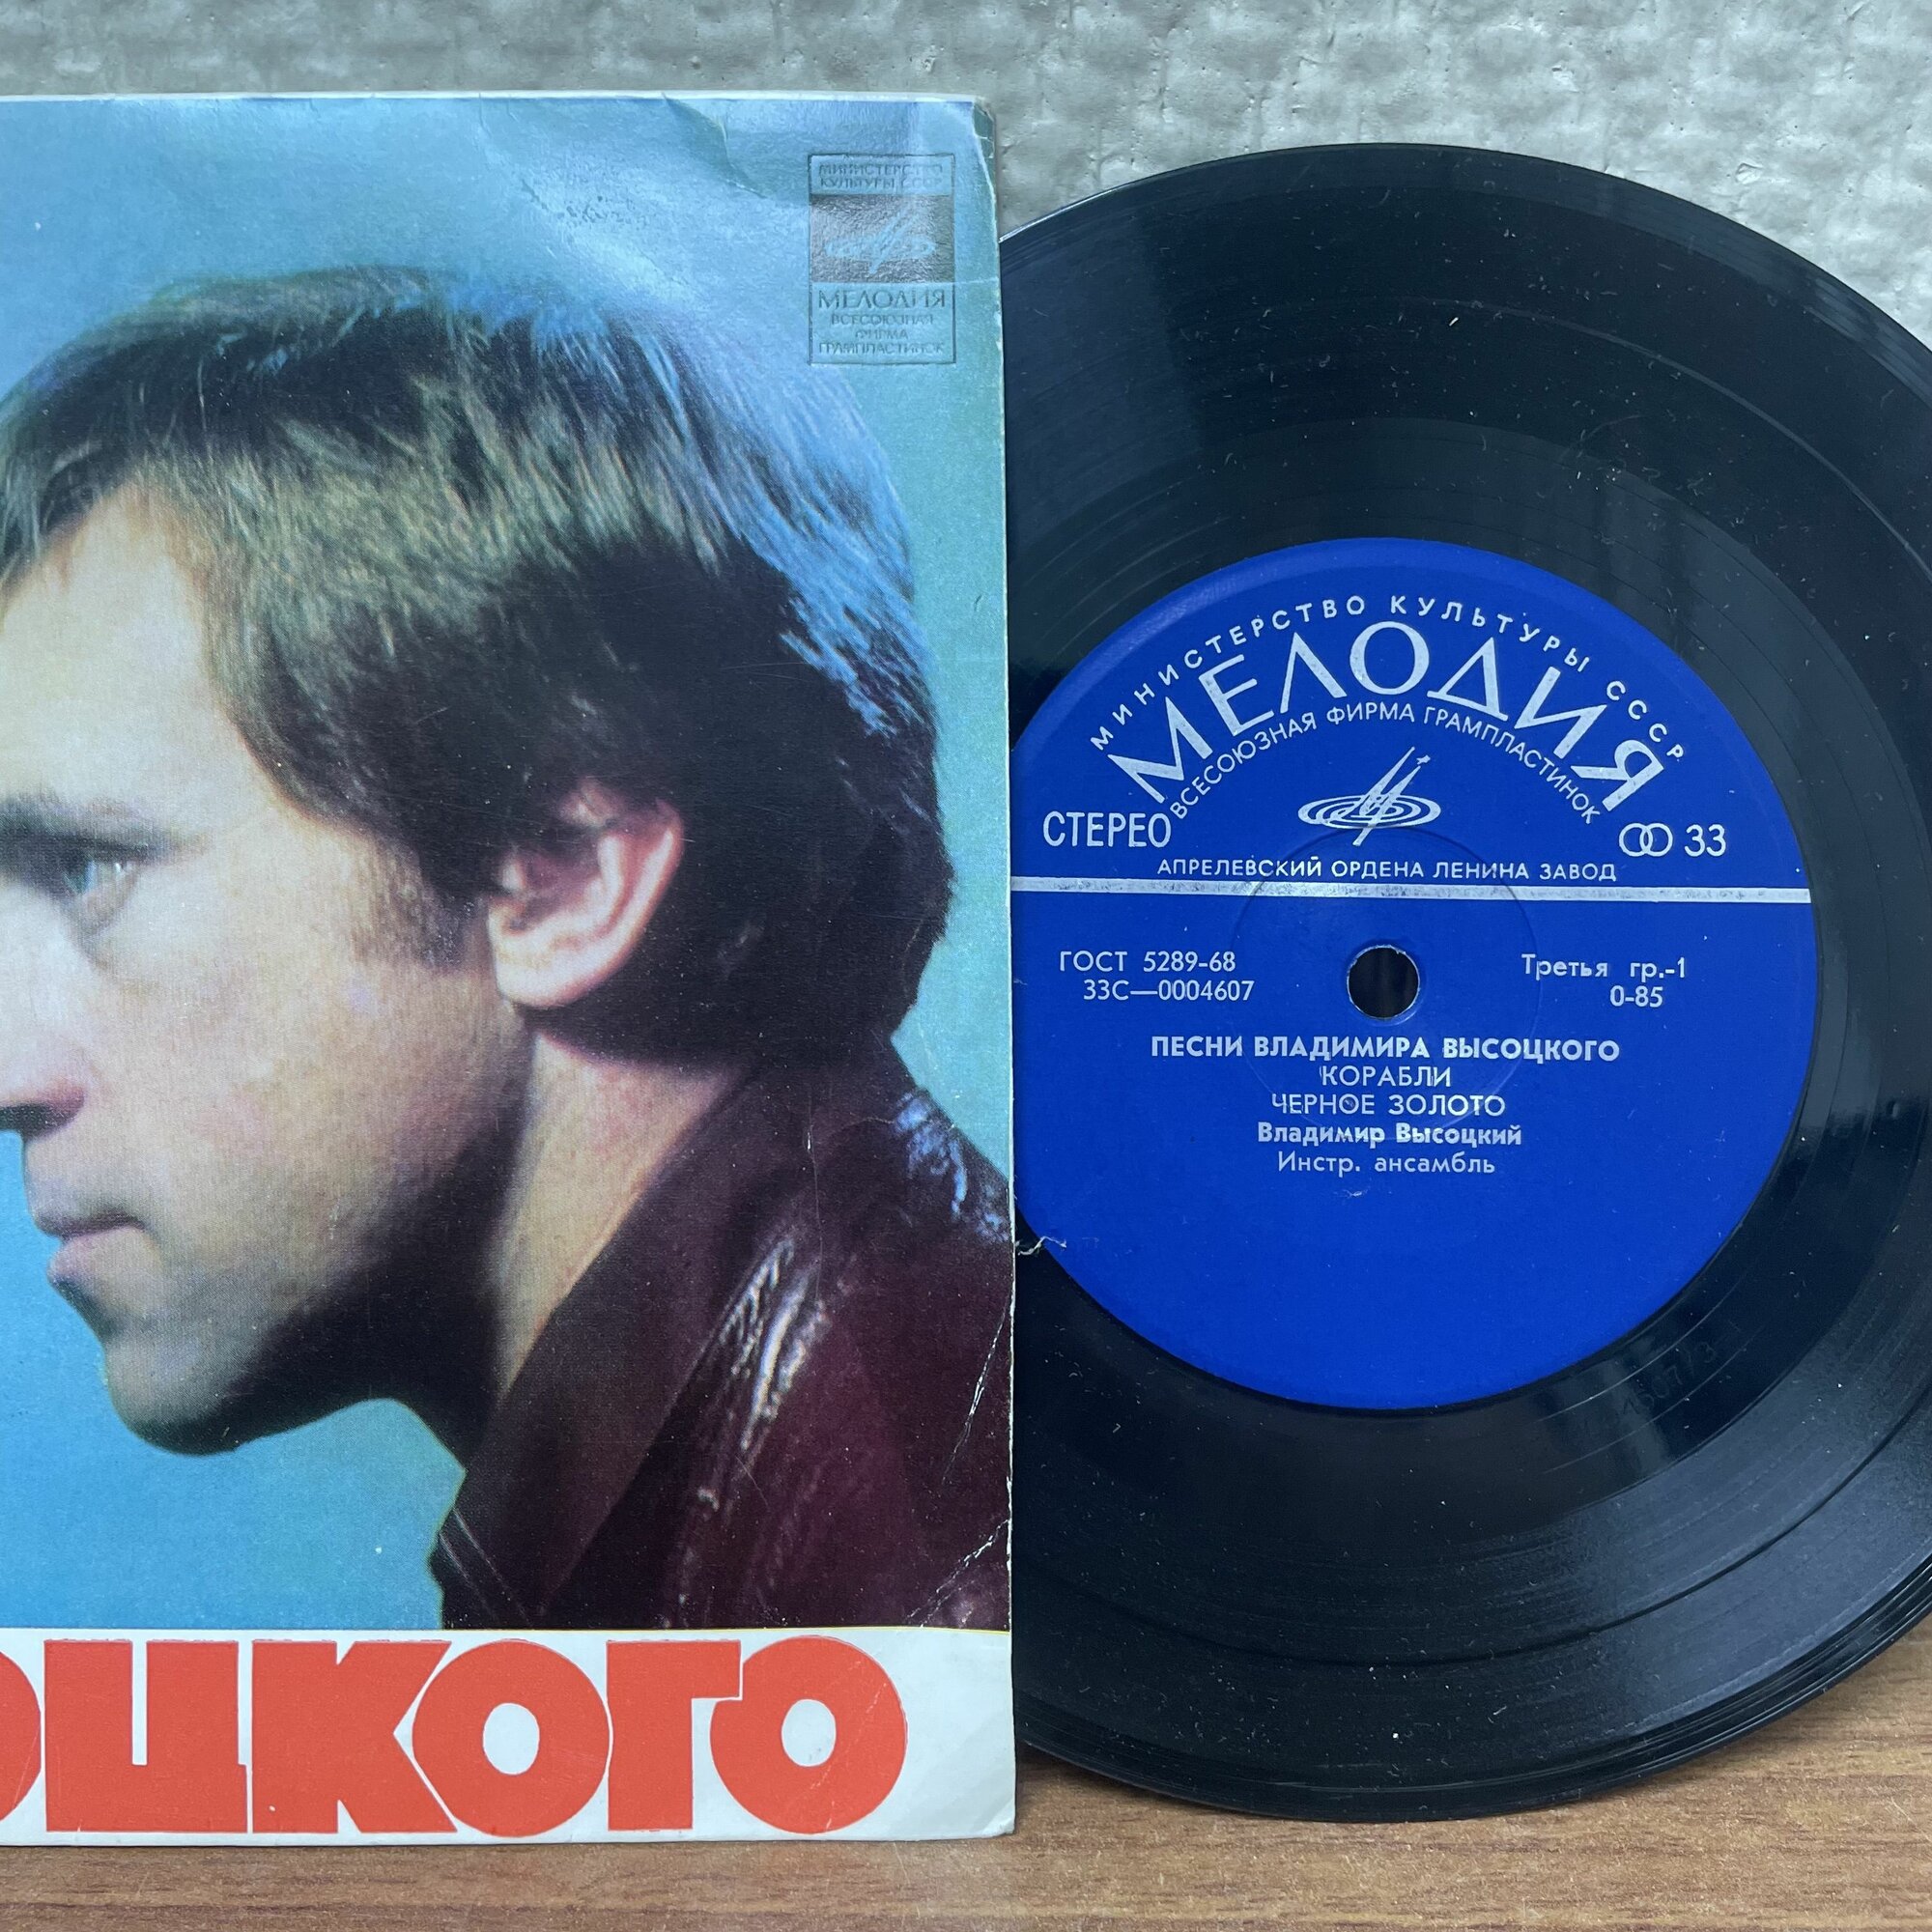 МИНИСТЕРСТВО
КУЛЬТУРЫ СССР
МЕЛОДИЯ
ВСЕСОЮЗНАЯ
ФИРМА
ГРАМПЛАСТИНОК
ОЦКОГО
МИНИСТЕРСТВО КУЛЬТУРЫ СССР
МЕЛОДИЯ
ВСЕСОЮЗНАЯ ФИРМА ГРАМПЛАСТИНОК
СТЕРЕО 33
АПРЕЛЕВСКИЙ ОРДЕНА ЛЕНИНА ЗАВОД
ГОСТ 5289-68 Третья гр.-1
33С—0004607 0-85
ПЕСНИ ВЛАДИМИРА ВЫСОЦКОГО
КОРАБЛИ
ЧЕРНОЕ ЗОЛОТО
Владимир Высоцкий
Инстр. ансамбль